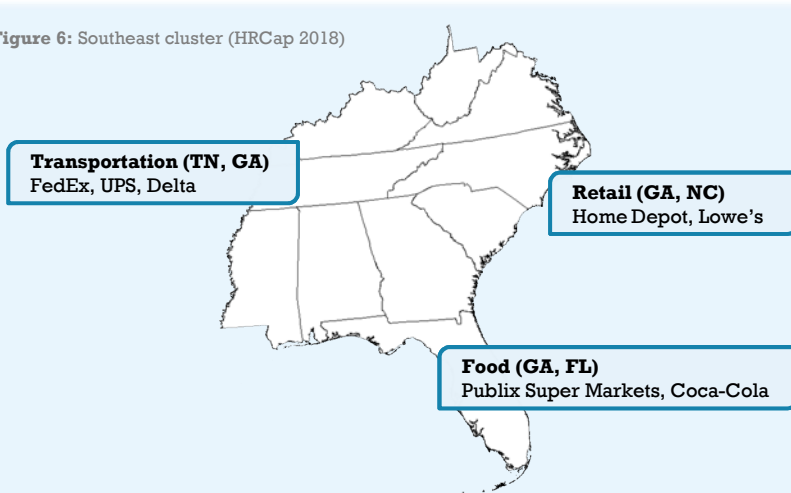 Figure 6: Southeast cluster (HRCap 2018)
Transportation (TN, GA)
FedEx, UPS, Delta
Retail (GA, NC)
Home Depot, Lowe’s
Food (GA, FL)
Publix Super Markets, Coca-Cola